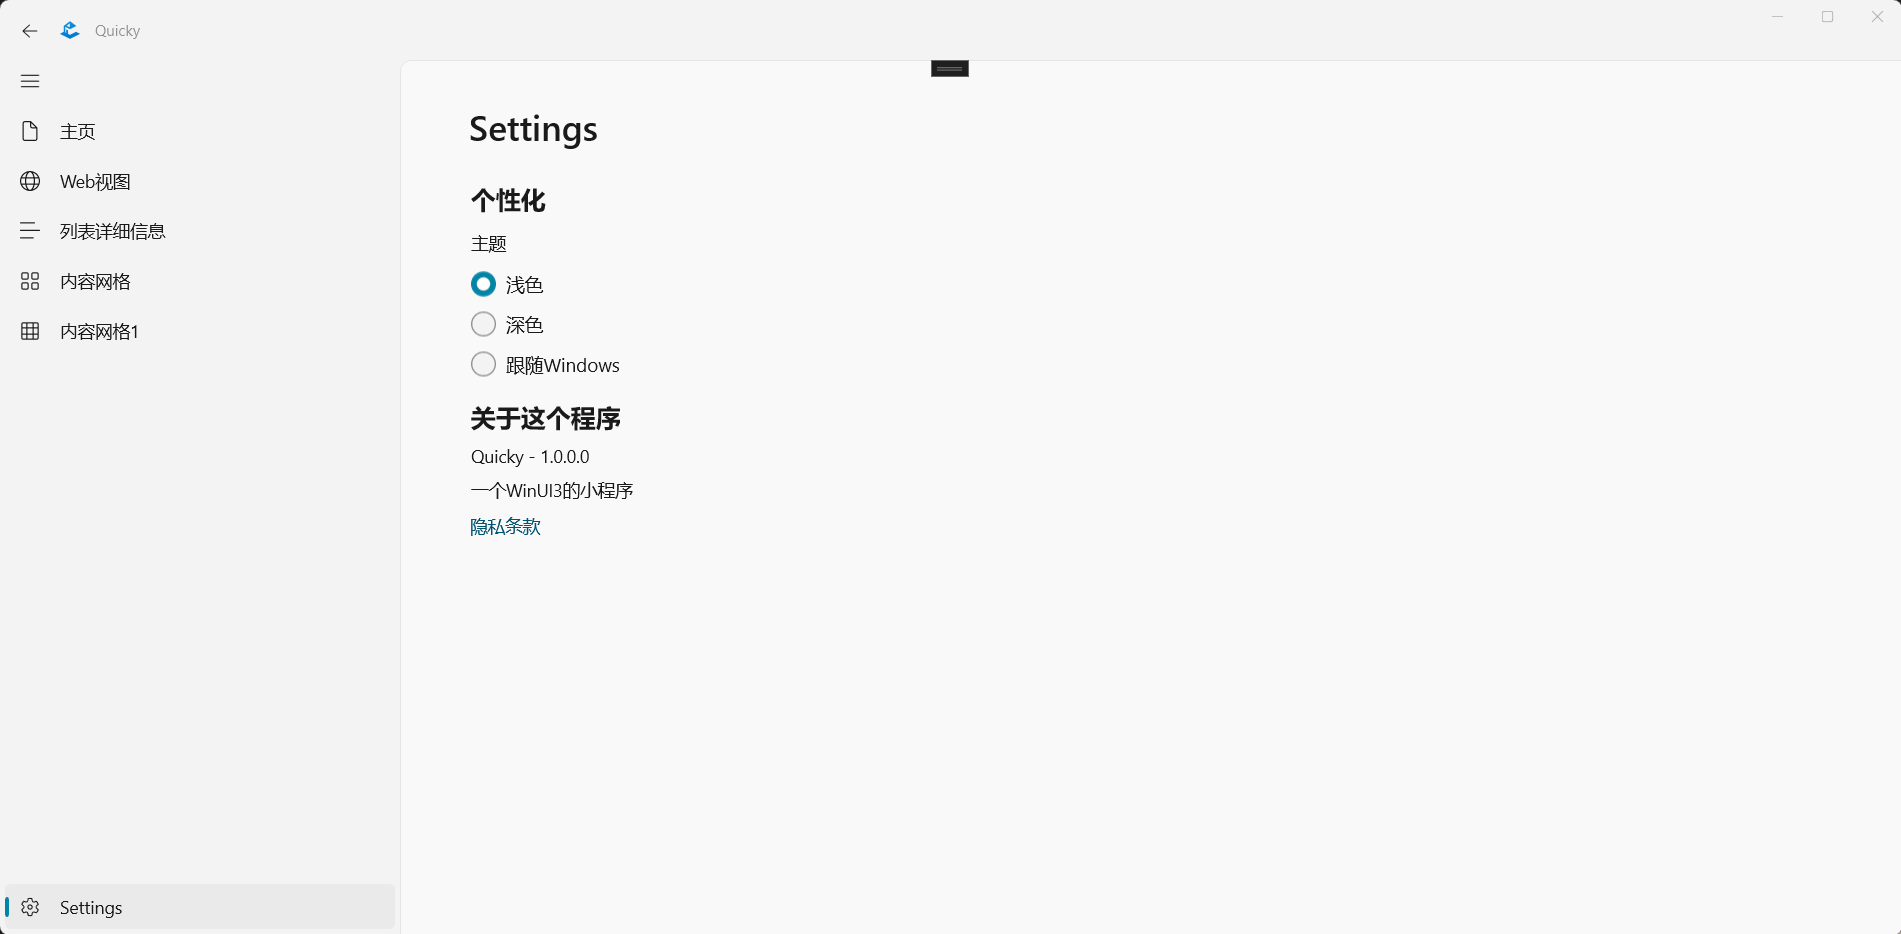 Quicky
主页
Web视图
列表详细信息
内容网格
内容网格1
Settings
Settings
个性化
主题
浅色
深色
跟随Windows
关于这个程序
Quicky - 1.0.0.0
一个WinUI3的小程序
隐私条款